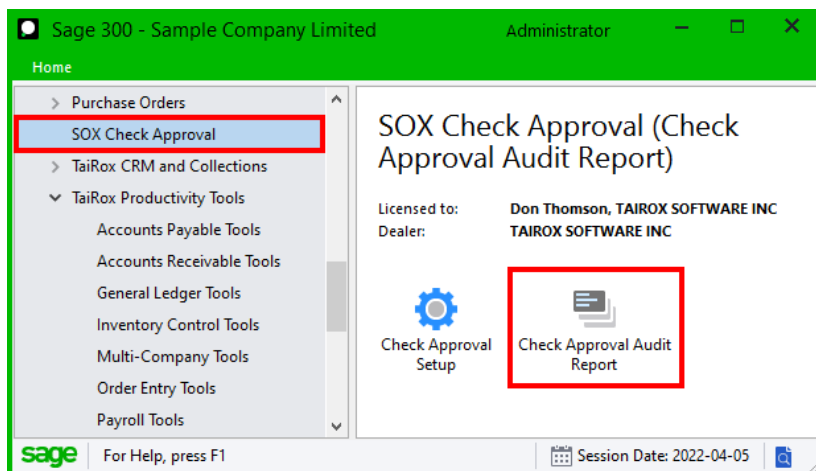 Sage 300 - Sample Company Limited
Administrator
Home
Purchase Orders
SOX Check Approval
TaiRox CRM and Collections
TaiRox Productivity Tools
Accounts Payable Tools
Accounts Receivable Tools
General Ledger Tools
Inventory Control Tools
Multi-Company Tools
Order Entry Tools
Payroll Tools
SOX Check Approval (Check
Approval Audit Report)
Licensed to: Don Thomson, TAIROX SOFTWARE INC
Dealer: TAIROX SOFTWARE INC
Check Approval
Setup
Check Approval Audit
Report
sage
For Help, press F1
Session Date: 2022-04-05